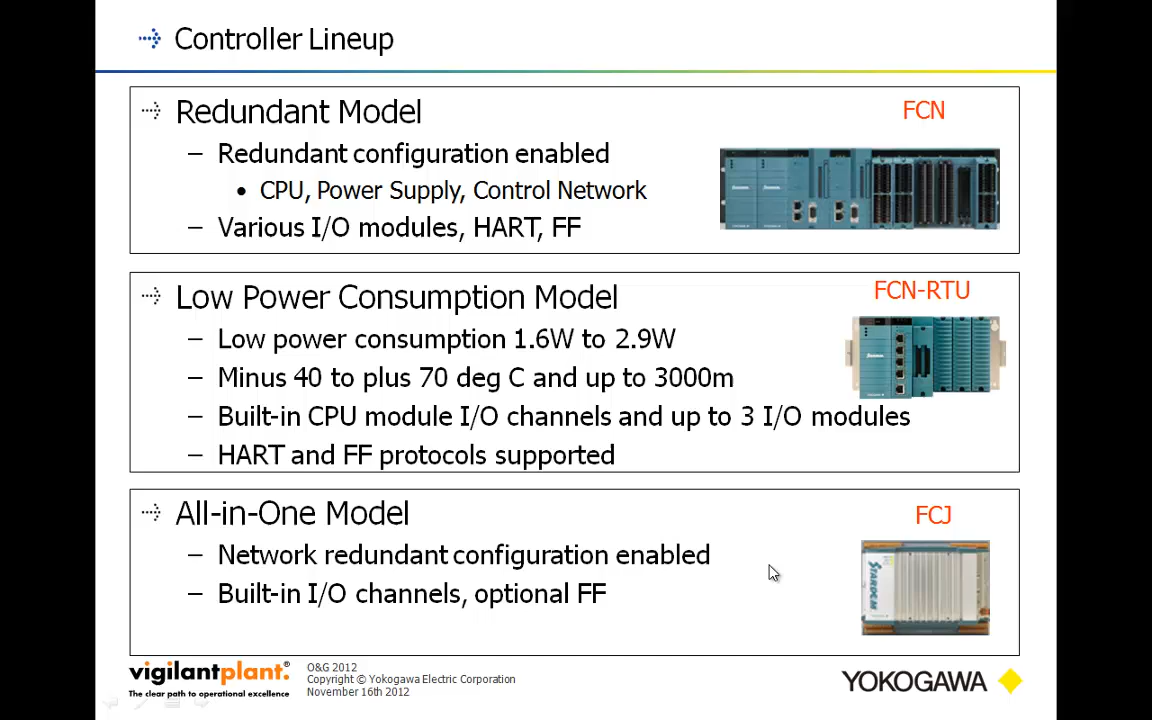 Controller Lineup
Redundant Model
FCN
– Redundant configuration enabled
• CPU, Power Supply, Control Network
– Various I/O modules, HART, FF
Low Power Consumption Model
FCN-RTU
– Low power consumption 1.6W to 2.9W
– Minus 40 to plus 70 deg C and up to 3000m
– Built-in CPU module I/O channels and up to 3 I/O modules
– HART and FF protocols supported
All-in-One Model
FCJ
– Network redundant configuration enabled
– Built-in I/O channels, optional FF
STARDOM
vigilantplant.®
The clear path to operational excellence
O&G 2012
Copyright © Yokogawa Electric Corporation
November 16th 2012
YOKOGAWA